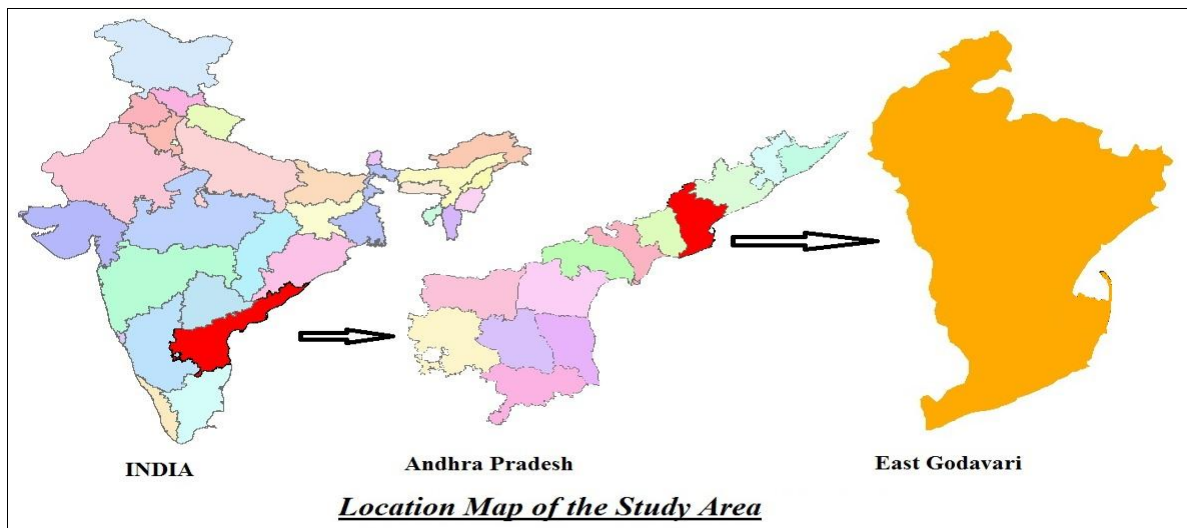 INDIA
Andhra Pradesh
East Godavari
Location Map of the Study Area